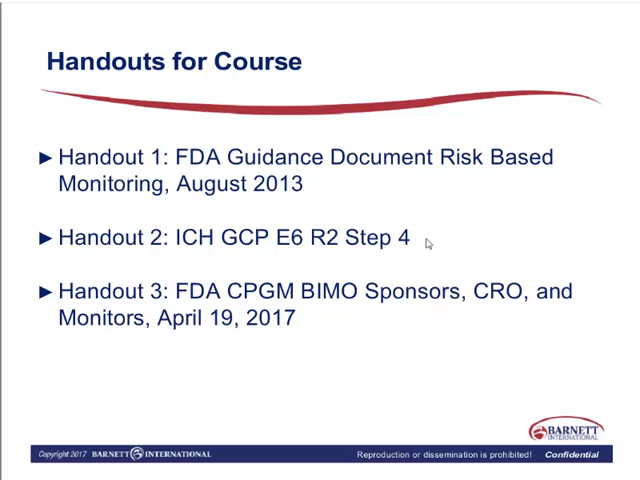 Handouts for Course
► Handout 1: FDA Guidance Document Risk Based
Monitoring, August 2013
► Handout 2: ICH GCP E6 R2 Step 4
► Handout 3: FDA CPGM BIMO Sponsors, CRO, and
Monitors, April 19, 2017
BARNETT
INTERNATIONAL
Copyright 2017 BARNETT INTERNATIONAL Reproduction or dissemination is prohibited! Confidential